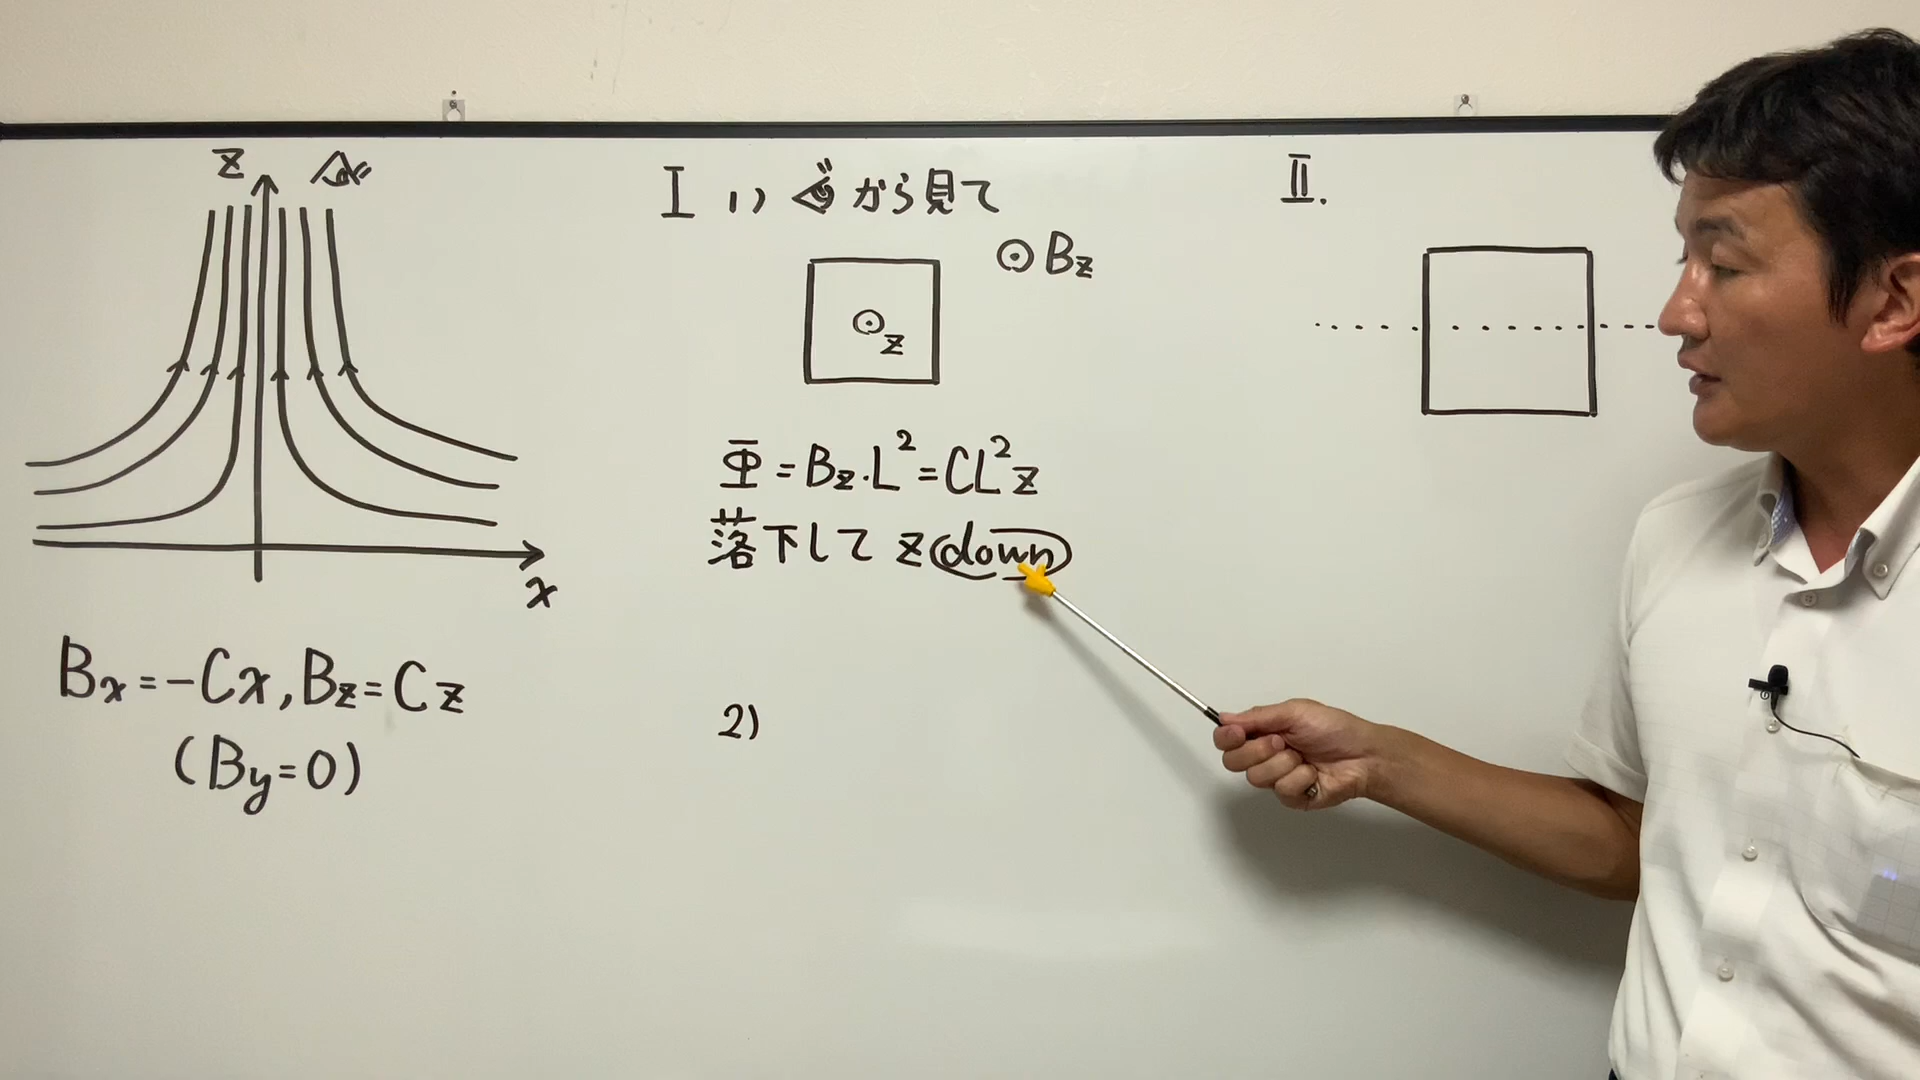 z
x
Bx=-Cx, Bz=Cz
(By=0)
I 1) から見て
⊙Bz
⊙z
Φ=Bz·L²=CL²z
落下して z down
2)
II.